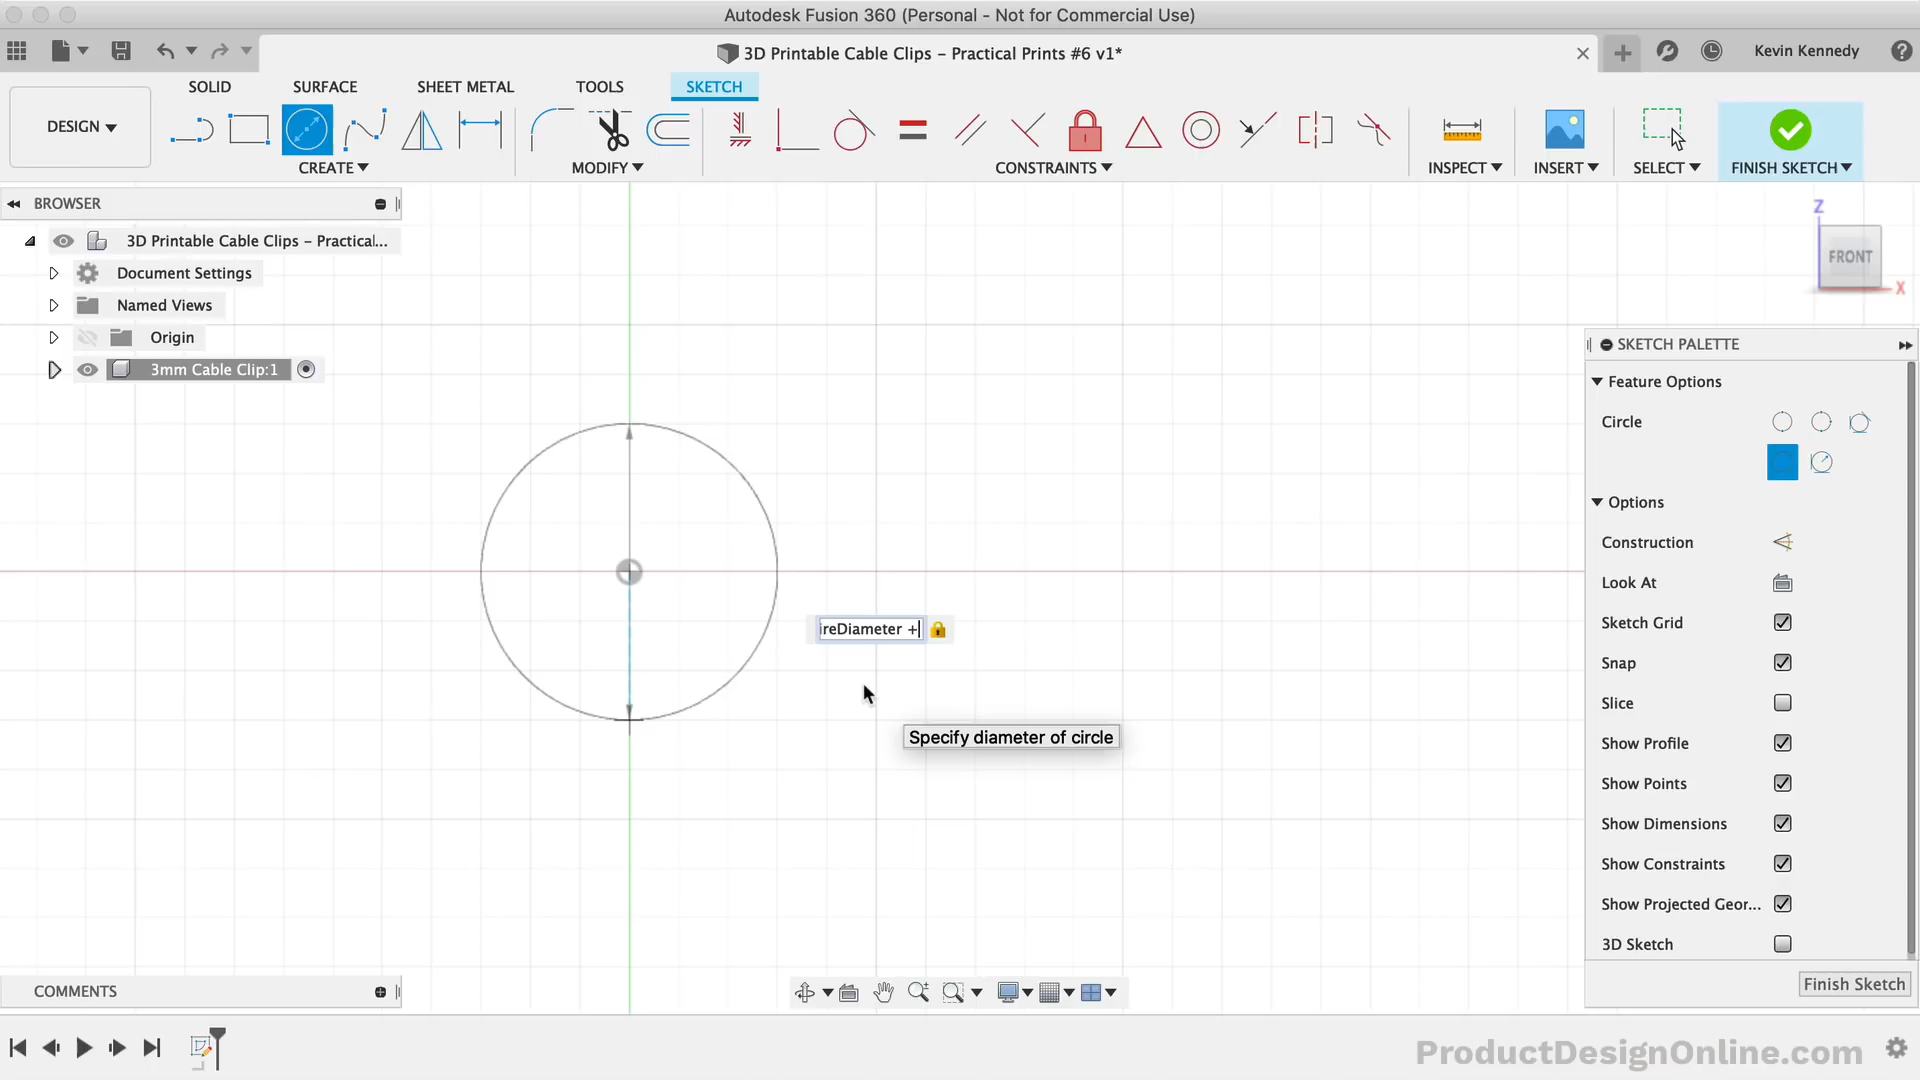 Autodesk Fusion 360 (Personal - Not for Commercial Use)
3D Printable Cable Clips – Practical Prints #6 v1*
Kevin Kennedy
SOLID SURFACE SHEET METAL TOOLS SKETCH
DESIGN
CREATE MODIFY CONSTRAINTS INSPECT INSERT SELECT FINISH SKETCH
BROWSER
3D Printable Cable Clips – Practical...
Document Settings
Named Views
Origin
3mm Cable Clip:1
Z
FRONT
X
ireDiameter +
Specify diameter of circle
SKETCH PALETTE
Feature Options
Circle
Options
Construction
Look At
Sketch Grid
Snap
Slice
Show Profile
Show Points
Show Dimensions
Show Constraints
Show Projected Geor...
3D Sketch
Finish Sketch
COMMENTS
ProductDesignOnline.com